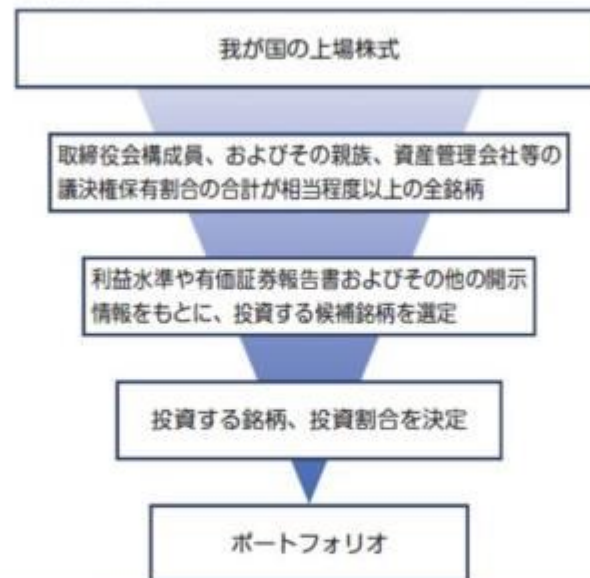 我が国の上場株式
取締役会構成員、およびその親族、資産管理会社等の
議決権保有割合の合計が相当程度以上の全銘柄
利益水準や有価証券報告書およびその他の開示
情報をもとに、投資する候補銘柄を選定
投資する銘柄、投資割合を決定
ポートフォリオ